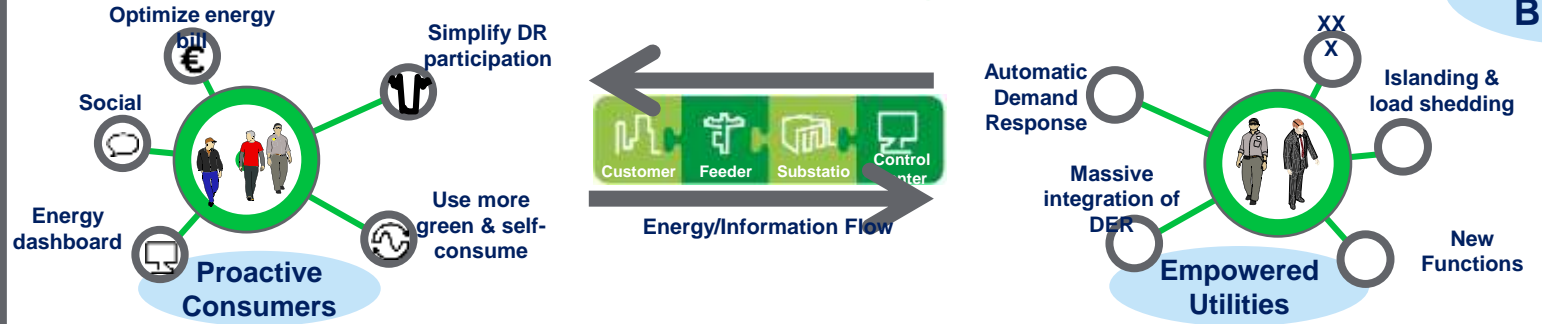 Optimize energy
bill
€
Simplify DR
participation
Social
Energy
dashboard
Use more
green & self-
consume
Proactive
Consumers
Customer
Feeder
Substatio
Control
nter
Energy/Information Flow
Automatic
Demand
Response
XX
X
Islanding &
load shedding
Massive
integration of
DER
New
Functions
Empowered
Utilities
B